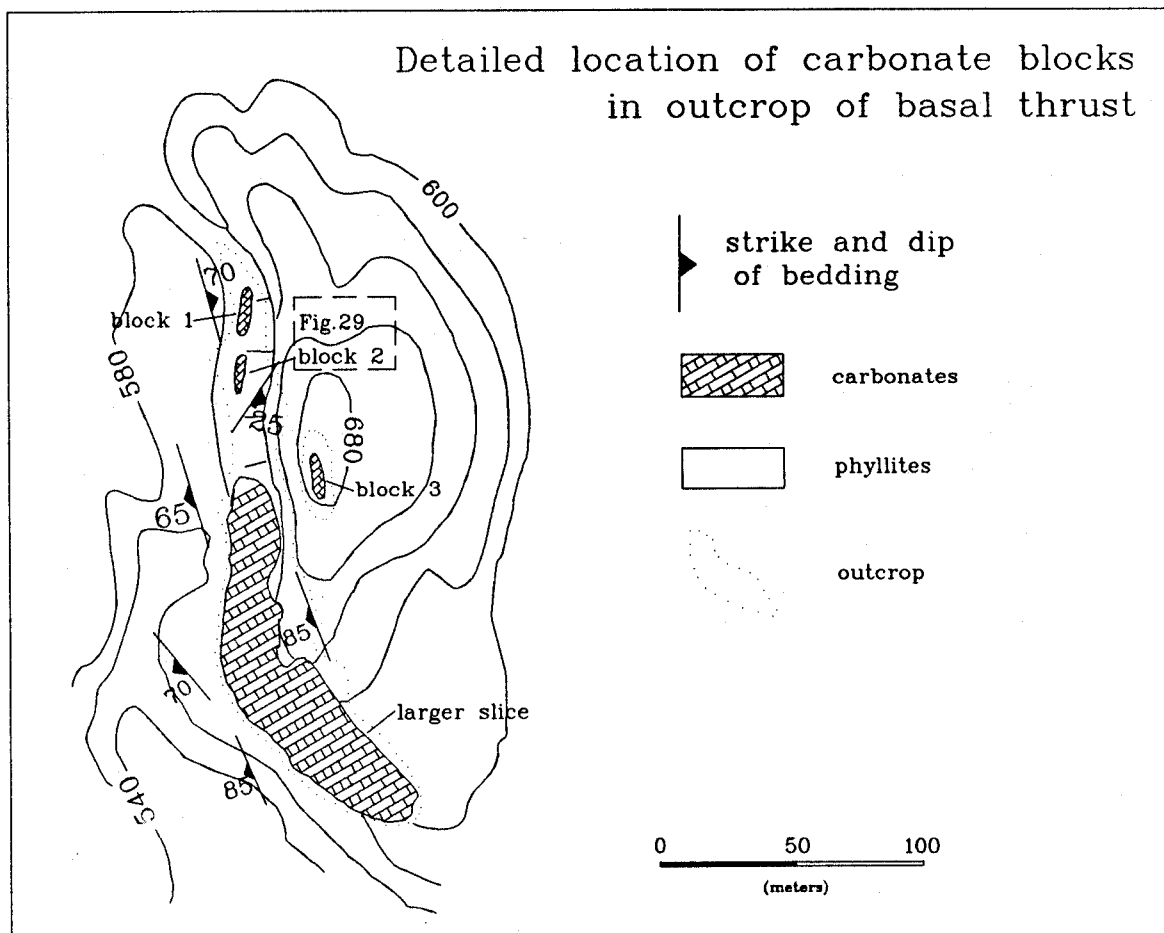 Detailed location of carbonate blocks
in outcrop of basal thrust
600
70
block 1
Fig.29
block 2
580
25
680
block 3
65
85
70
larger slice
85
540
strike and dip
of bedding
carbonates
phyllites
outcrop
0 50 100
(meters)